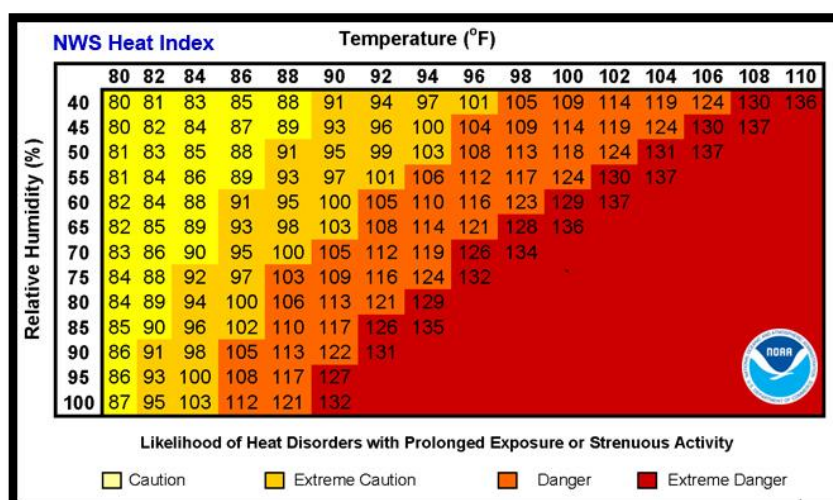 NWS Heat Index
Temperature (°F)
80 82 84 86 88 90 92 94 96 98 100 102 104 106 108 110
Relative Humidity (%)
40 80 81 83 85 88 91 94 97 101 105 109 114 119 124 130 136
45 80 82 84 87 89 93 96 100 104 109 114 119 124 130 137
50 81 83 85 88 91 95 99 103 108 113 118 124 131 137
55 81 84 86 89 93 97 101 106 112 117 124 130 137
60 82 84 88 91 95 100 105 110 116 123 129 137
65 82 85 89 93 98 103 108 114 121 128 136
70 83 86 90 95 100 105 112 119 126 134
75 84 88 92 97 103 109 116 124 132
80 84 89 94 100 106 113 121 129
85 85 90 96 102 110 117 126 135
90 86 91 98 105 113 122 131
95 86 93 100 108 117 127
100 87 95 103 112 121 132
NOAA
Likelihood of Heat Disorders with Prolonged Exposure or Strenuous Activity
Caution
Extreme Caution
Danger
Extreme Danger